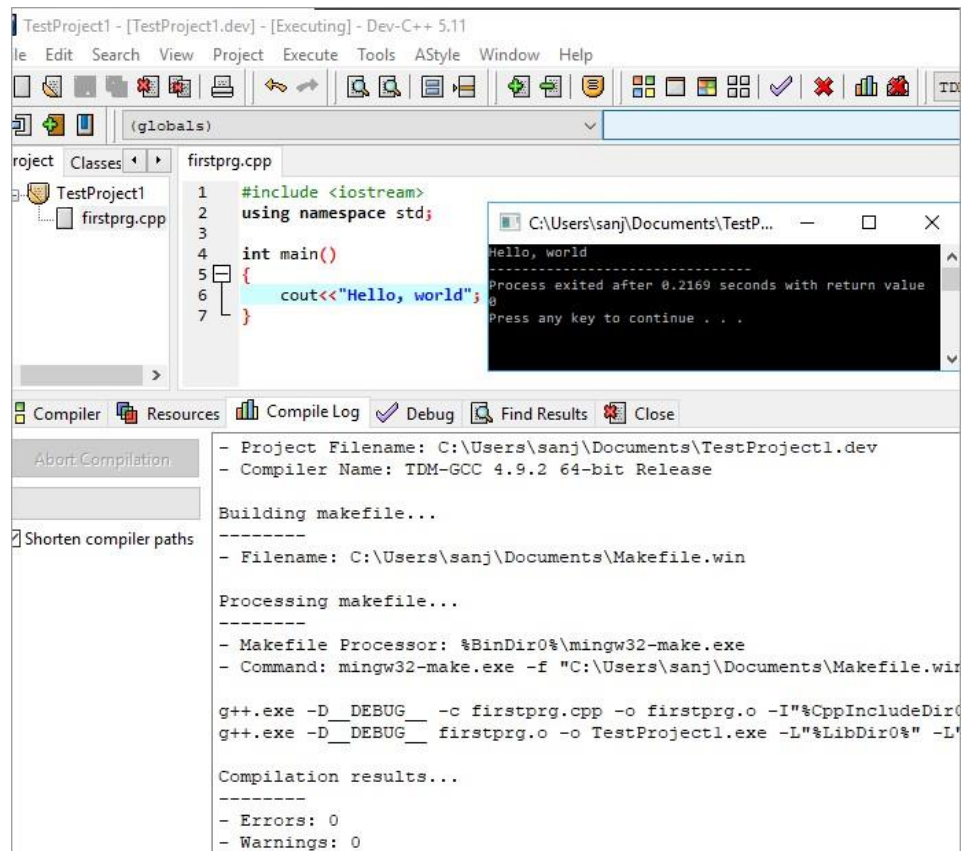 TestProject1 - [TestProject1.dev] - [Executing] - Dev-C++ 5.11
le Edit Search View Project Execute Tools AStyle Window Help
TD
(globals)
roject Classes firstprg.cpp
TestProject1
firstprg.cpp
1 #include <iostream>
2 using namespace std;
3
4 int main()
5 {
6 cout<<"Hello, world";
7 }
C:\Users\sanj\Documents\TestP...
Hello, world
--------------------------------
Process exited after 0.2169 seconds with return value
0
Press any key to continue . . .
Compiler Resources Compile Log Debug Find Results Close
Abort Compilation
Shorten compiler paths
- Project Filename: C:\Users\sanj\Documents\TestProject1.dev
- Compiler Name: TDM-GCC 4.9.2 64-bit Release
Building makefile...
--------
- Filename: C:\Users\sanj\Documents\Makefile.win
Processing makefile...
--------
- Makefile Processor: %BinDir0%\mingw32-make.exe
- Command: mingw32-make.exe -f "C:\Users\sanj\Documents\Makefile.win
g++.exe -D__DEBUG__ -c firstprg.cpp -o firstprg.o -I"%CppIncludeDir0
g++.exe -D__DEBUG__ firstprg.o -o TestProject1.exe -L"%LibDir0%" -L"
Compilation results...
--------
- Errors: 0
- Warnings: 0